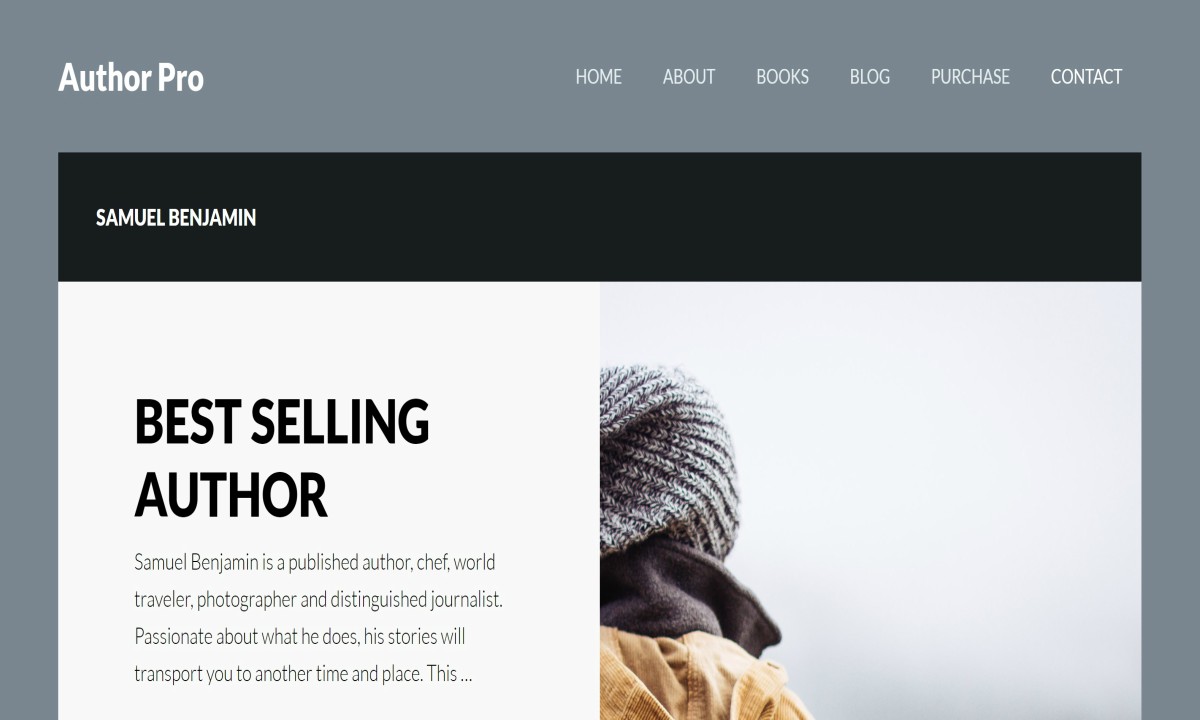 Author Pro
HOME ABOUT BOOKS BLOG PURCHASE CONTACT
SAMUEL BENJAMIN
BEST SELLING
AUTHOR
Samuel Benjamin is a published author, chef, world
traveler, photographer and distinguished journalist.
Passionate about what he does, his stories will
transport you to another time and place. This ...